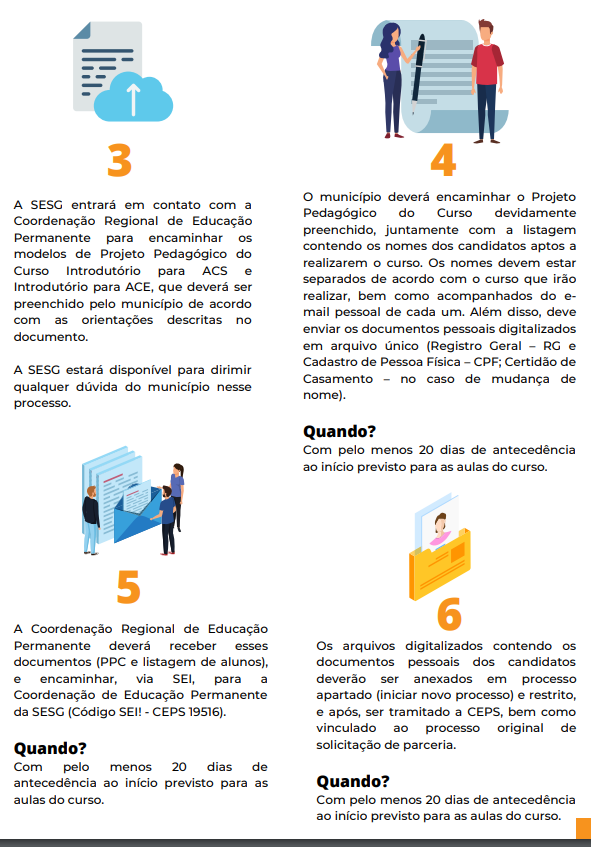 3
A SESG entrará em contato com a
Coordenação Regional de Educação
Permanente para encaminhar os
modelos de Projeto Pedagógico do
Curso Introdutório para ACS e
Introdutório para ACE, que deverá ser
preenchido pelo município de acordo
com as orientações descritas no
documento.
A SESG estará disponível para dirimir
qualquer dúvida do município nesse
processo.
4
O município deverá encaminhar o Projeto
Pedagógico do Curso devidamente
preenchido, juntamente com a listagem
contendo os nomes dos candidatos aptos a
realizarem o curso. Os nomes devem estar
separados de acordo com o curso que irão
realizar, bem como acompanhados do e-
mail pessoal de cada um. Além disso, deve
enviar os documentos pessoais digitalizados
em arquivo único (Registro Geral – RG e
Cadastro de Pessoa Física – CPF; Certidão de
Casamento – no caso de mudança de
nome).
Quando?
Com pelo menos 20 dias de antecedência
ao início previsto para as aulas do curso.
5
A Coordenação Regional de Educação
Permanente deverá receber esses
documentos (PPC e listagem de alunos),
e encaminhar, via SEI, para a
Coordenação de Educação Permanente
da SESG (Código SEI! - CEPS 19516).
Quando?
Com pelo menos 20 dias de
antecedência ao início previsto para as
aulas do curso.
6
Os arquivos digitalizados contendo os
documentos pessoais dos candidatos
deverão ser anexados em processo
apartado (iniciar novo processo) e restrito,
e após, ser tramitado a CEPS, bem como
vinculado ao processo original de
solicitação de parceria.
Quando?
Com pelo menos 20 dias de antecedência
ao início previsto para as aulas do curso.